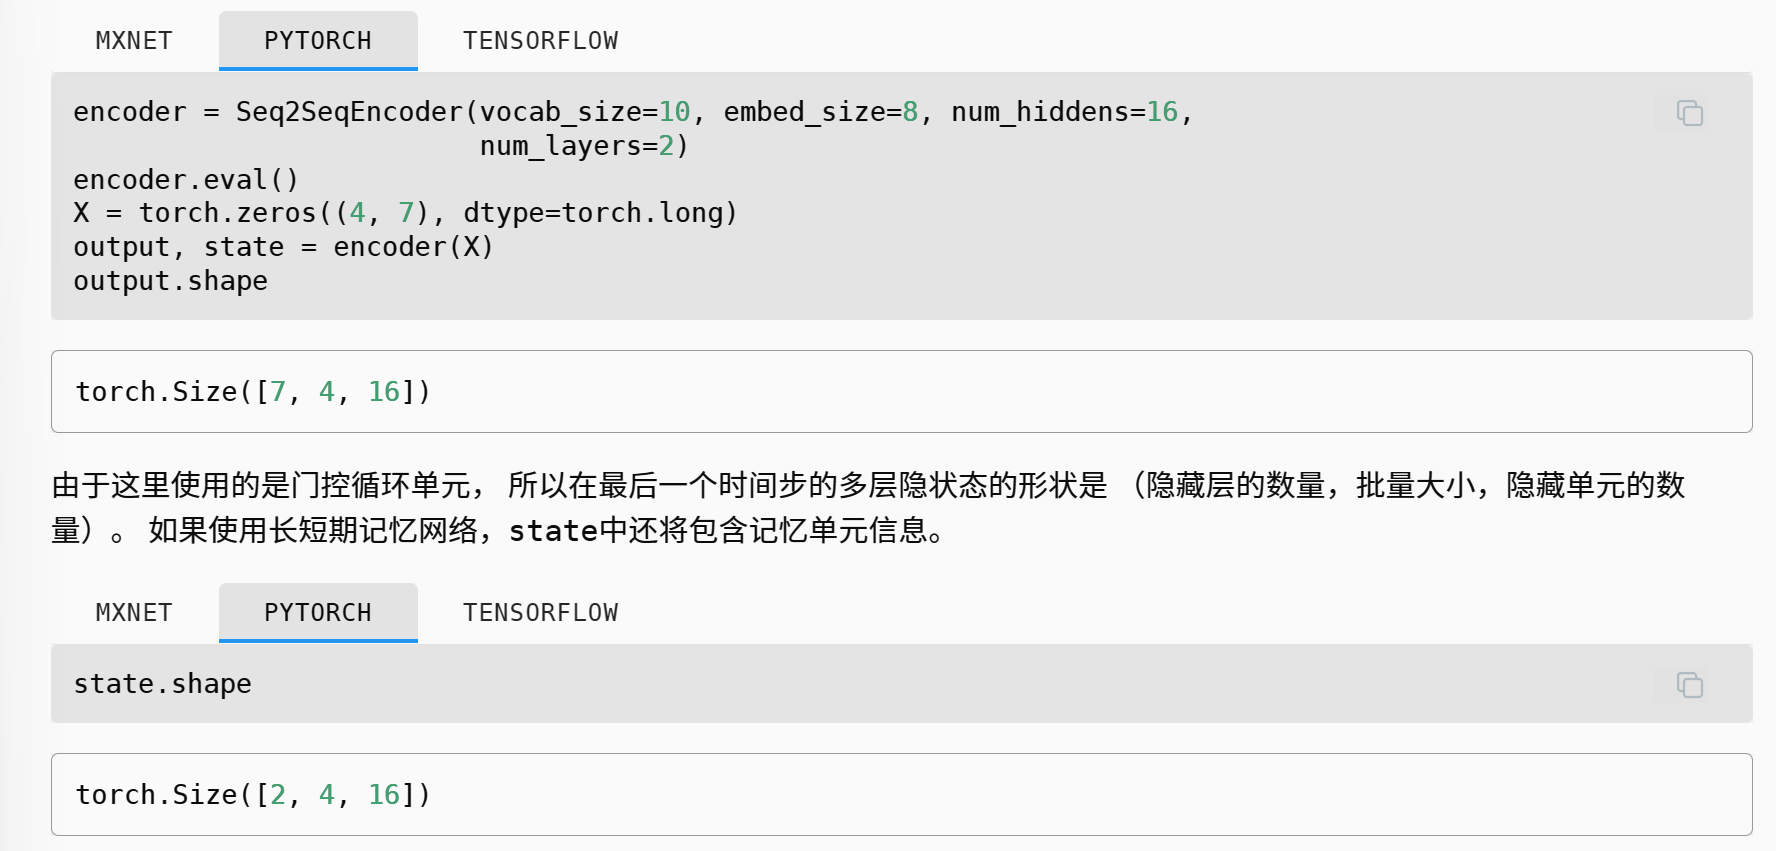 MXNET PYTORCH TENSORFLOW
encoder = Seq2SeqEncoder(vocab_size=10, embed_size=8, num_hiddens=16,
                         num_layers=2)
encoder.eval()
X = torch.zeros((4, 7), dtype=torch.long)
output, state = encoder(X)
output.shape
torch.Size([7, 4, 16])
由于这里使用的是门控循环单元， 所以在最后一个时间步的多层隐状态的形状是 （隐藏层的数量，批量大小，隐藏单元的数
量）。 如果使用长短期记忆网络，state中还将包含记忆单元信息。
MXNET PYTORCH TENSORFLOW
state.shape
torch.Size([2, 4, 16])